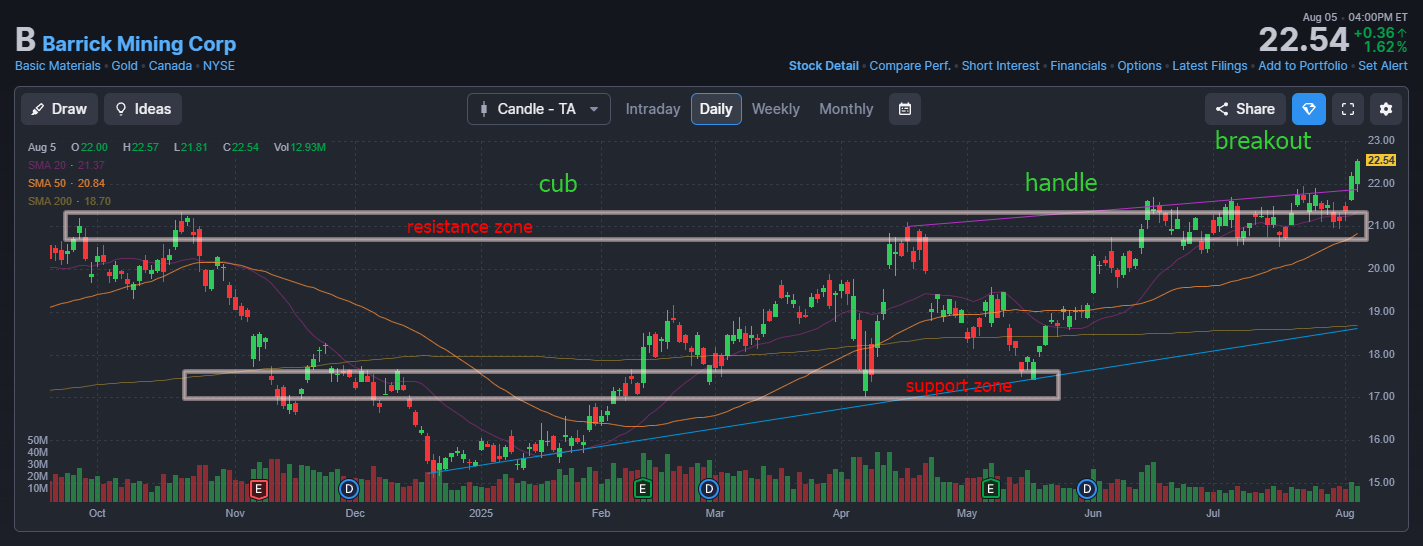 Aug 05 · 04:00PM ET
B Barrick Mining Corp
22.54 +0.36↑
1.62%
Basic Materials · Gold · Canada · NYSE
Stock Detail · Compare Perf. · Short Interest · Financials · Options · Latest Filings · Add to Portfolio · Set Alert
Draw
Ideas
Candle - TA
Intraday
Daily
Weekly
Monthly
Share
breakout
Aug 5 O22.00 H22.57 L21.81 C22.54 Vol12.93M
SMA 20 · 21.37
SMA 50 · 20.84
SMA 200 · 18.70
cub
handle
resistance zone
support zone
23.00
22.54
22.00
21.00
20.00
19.00
18.00
17.00
16.00
15.00
50M
40M
30M
20M
10M
E
D
E
D
E
D
Oct
Nov
Dec
2025
Feb
Mar
Apr
May
Jun
Jul
Aug